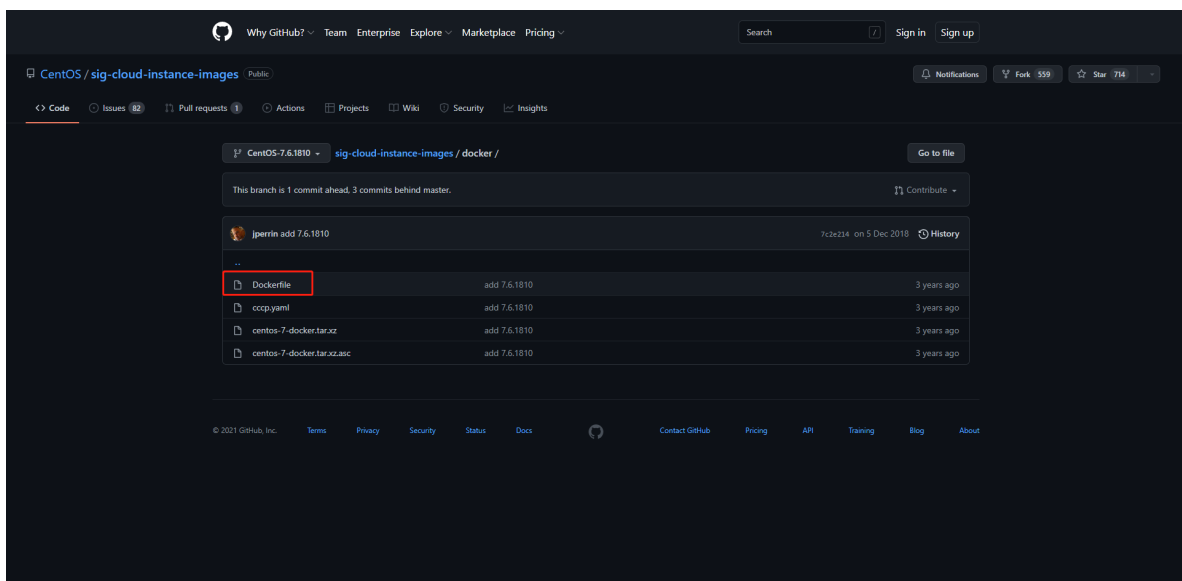 Why GitHub? Team Enterprise Explore Marketplace Pricing Search / Sign in Sign up
CentOS / sig-cloud-instance-images Public Notifications Fork 559 Star 714
Code Issues 82 Pull requests 1 Actions Projects Wiki Security Insights
CentOS-7.6.1810 sig-cloud-instance-images / docker / Go to file
This branch is 1 commit ahead, 3 commits behind master. Contribute
jperrin add 7.6.1810 7c2e214 on 5 Dec 2018 History
..
Dockerfile add 7.6.1810 3 years ago
cccp.yaml add 7.6.1810 3 years ago
centos-7-docker.tar.xz add 7.6.1810 3 years ago
centos-7-docker.tar.xz.asc add 7.6.1810 3 years ago
© 2021 GitHub, Inc. Terms Privacy Security Status Docs Contact GitHub Pricing API Training Blog About